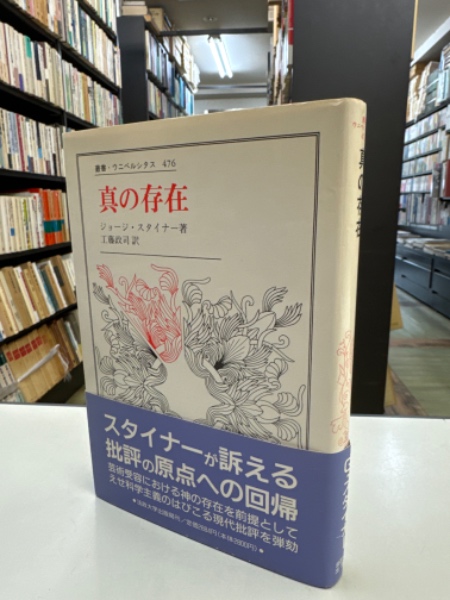 叢書・ウニベルシタス 476
真の存在
ジョージ・スタイナー著
工藤政司訳
スタイナーが訴える
批評の原点への回帰
芸術受容における神の存在を前提として
えせ科学主義のはびこる現代批評を弾劾
真の存在